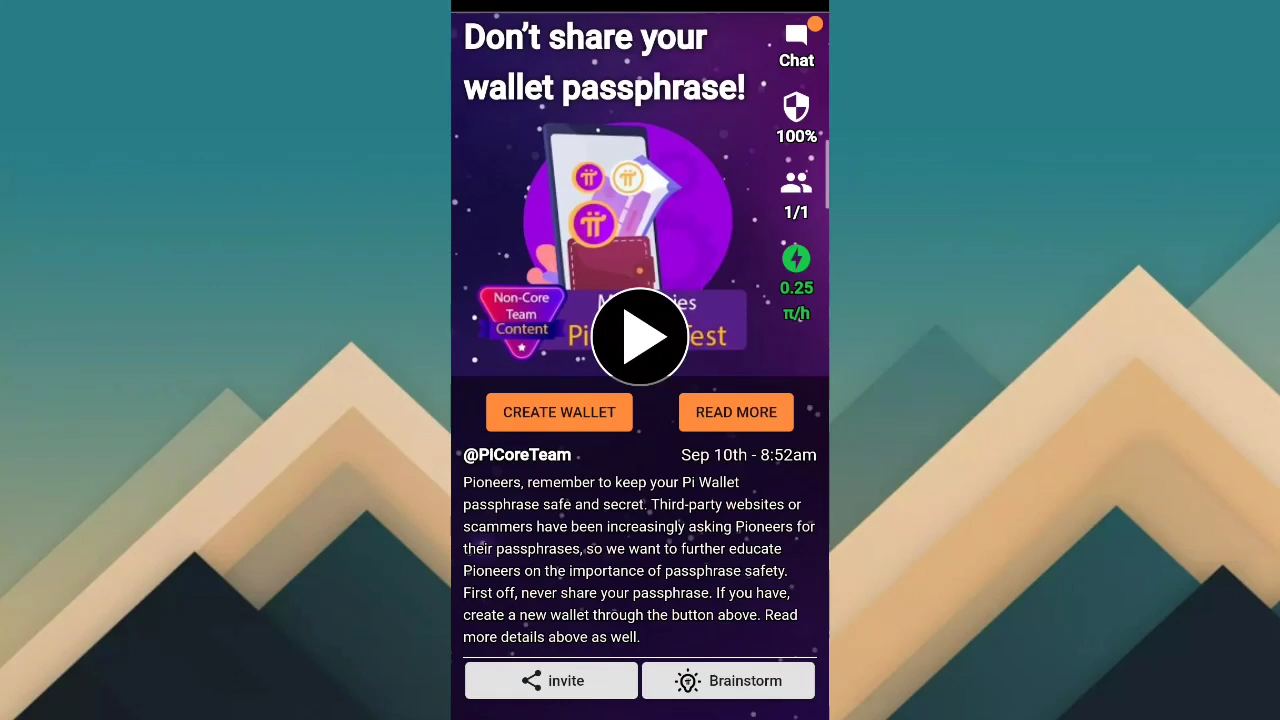 Don't share your
wallet passphrase!
Chat
100%
1/1
0.25
π/h
Non-Core
Team
Content
CREATE WALLET
READ MORE
@PiCoreTeam
Sep 10th - 8:52am
Pioneers, remember to keep your Pi Wallet
passphrase safe and secret. Third-party websites or
scammers have been increasingly asking Pioneers for
their passphrases, so we want to further educate
Pioneers on the importance of passphrase safety.
First off, never share your passphrase. If you have,
create a new wallet through the button above. Read
more details above as well.
invite
Brainstorm